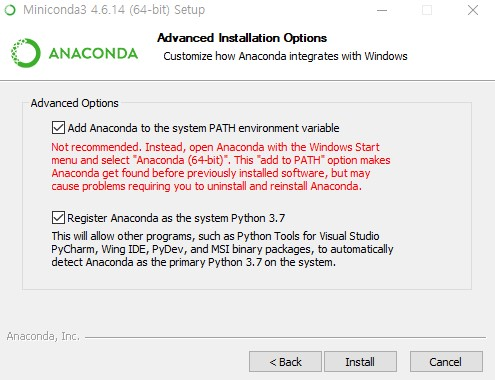 Miniconda3 4.6.14 (64-bit) Setup
ANACONDA
Advanced Installation Options
Customize how Anaconda integrates with Windows
Advanced Options
Add Anaconda to the system PATH environment variable
Not recommended. Instead, open Anaconda with the Windows Start
menu and select "Anaconda (64-bit)". This "add to PATH" option makes
Anaconda get found before previously installed software, but may
cause problems requiring you to uninstall and reinstall Anaconda.
Register Anaconda as the system Python 3.7
This will allow other programs, such as Python Tools for Visual Studio
PyCharm, Wing IDE, PyDev, and MSI binary packages, to automatically
detect Anaconda as the primary Python 3.7 on the system.
Anaconda, Inc.
< Back
Install
Cancel